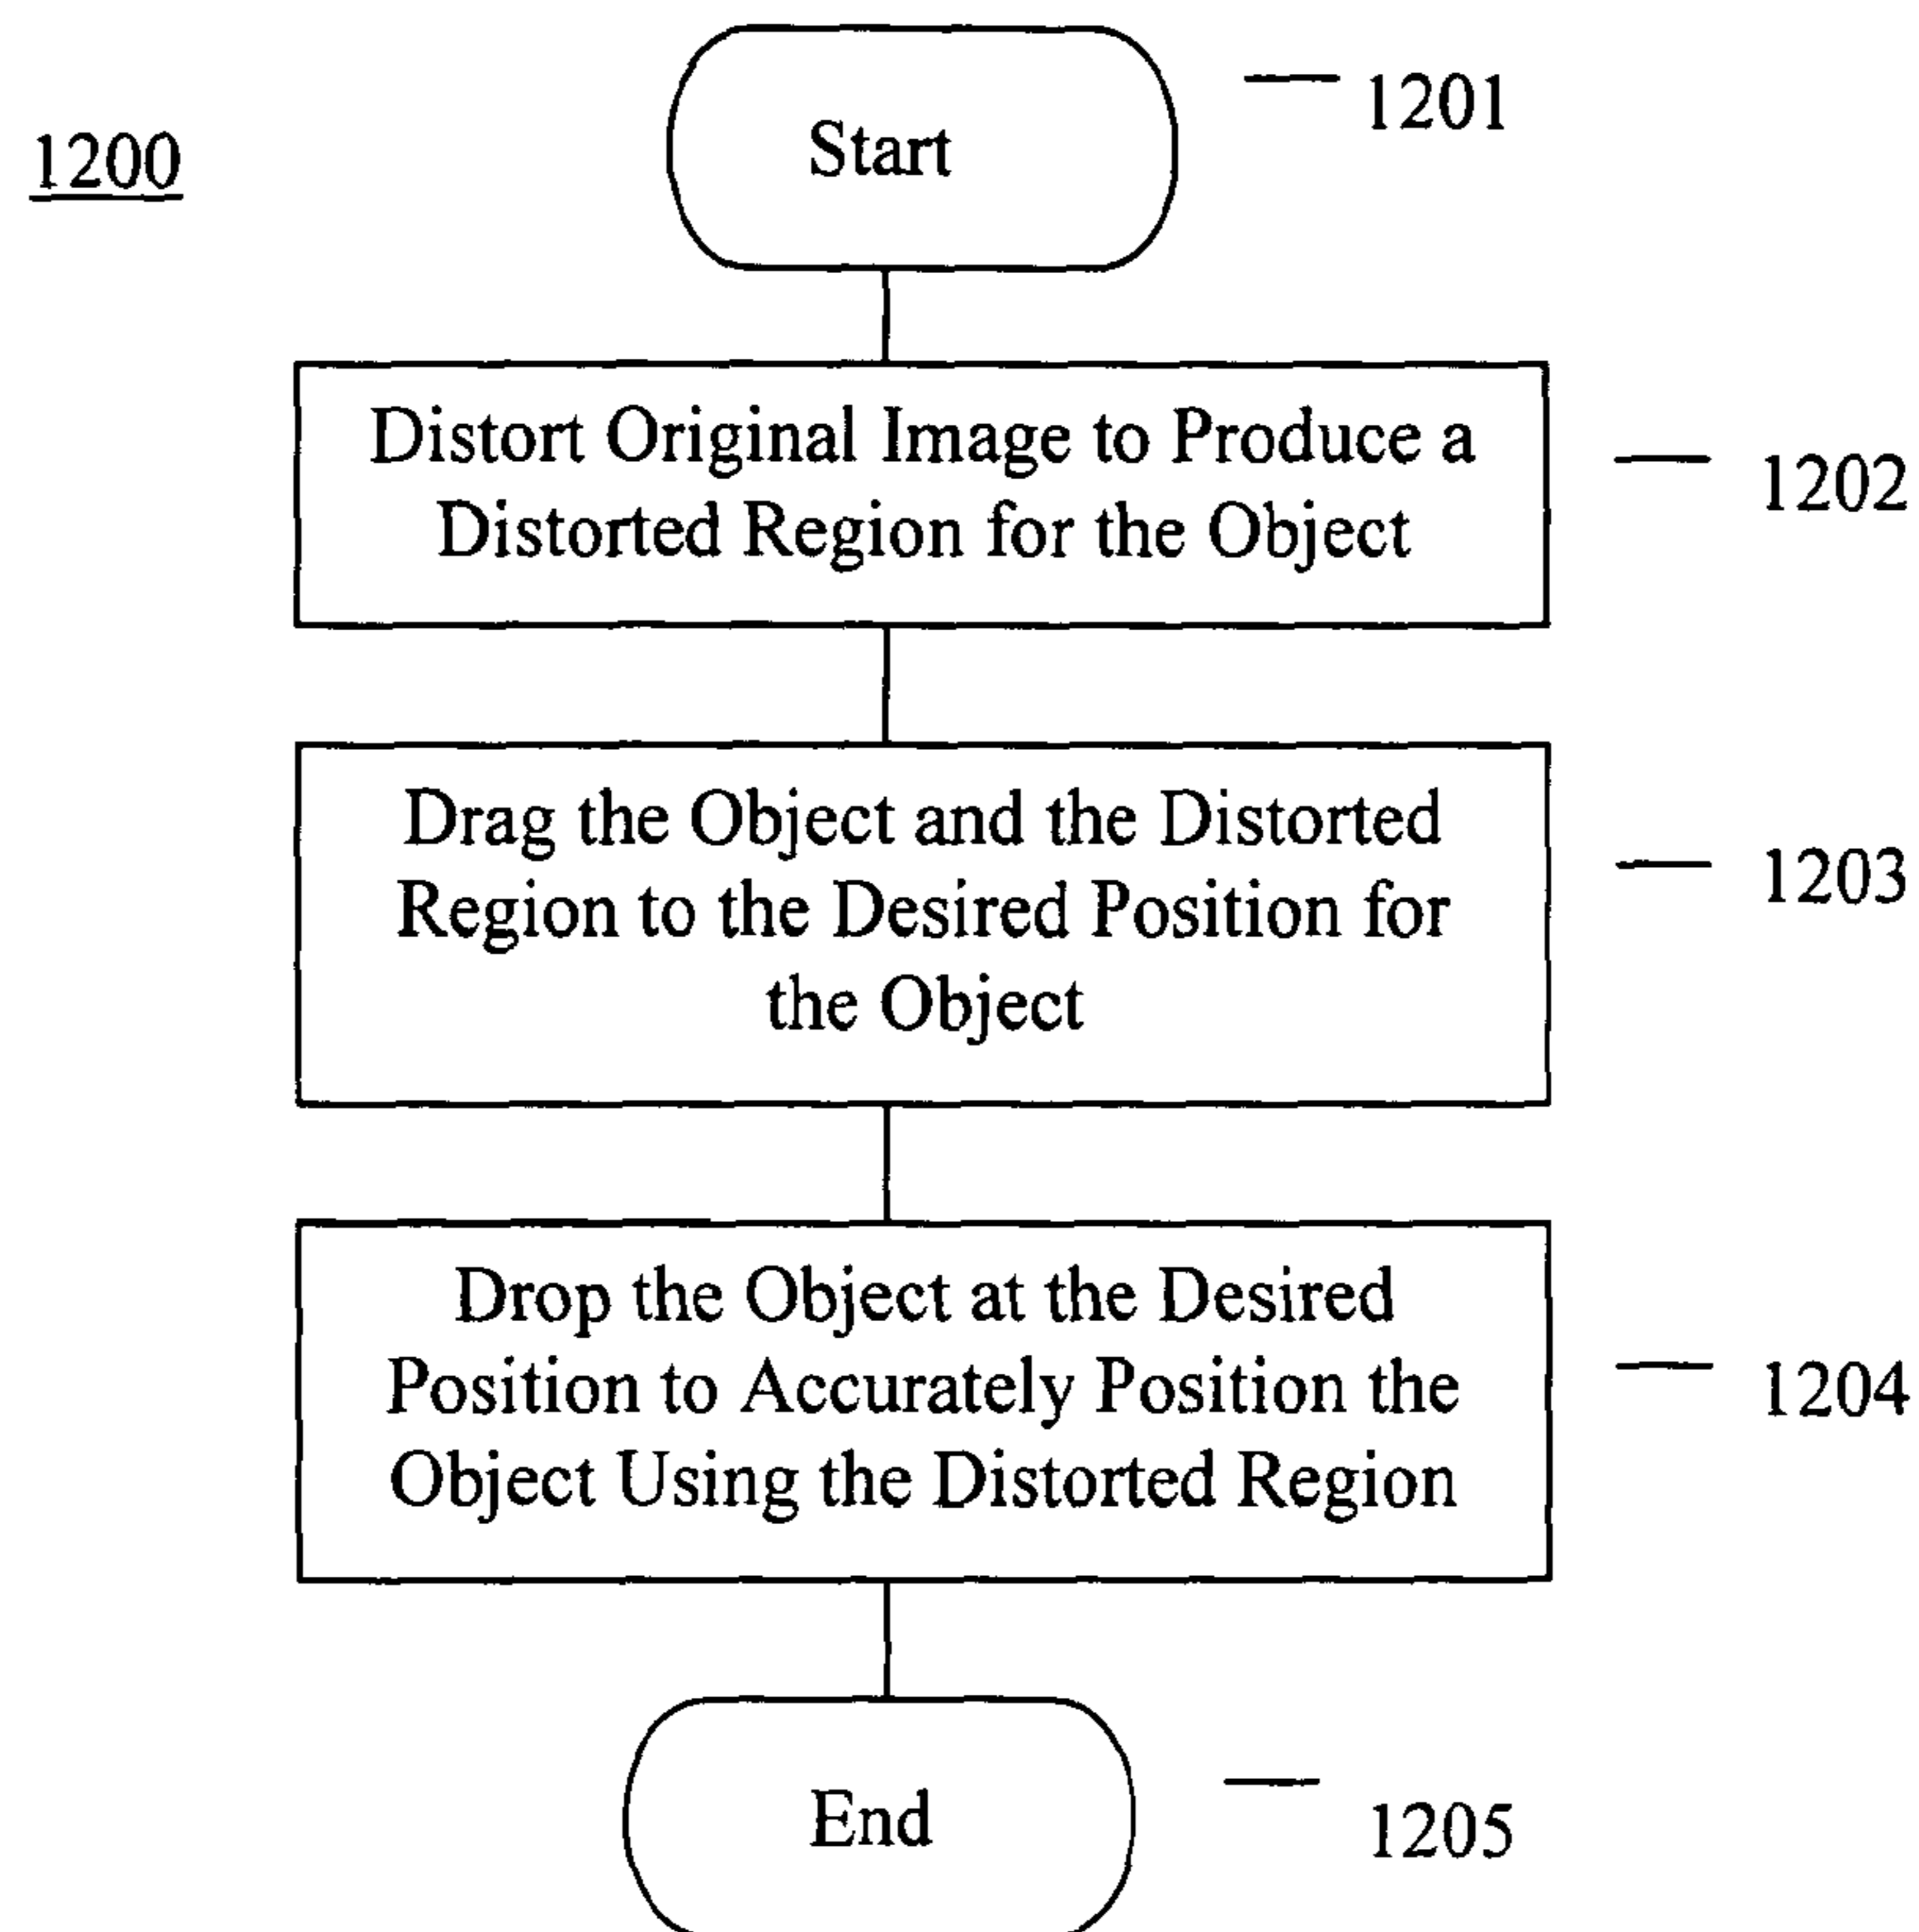 1200
Start
1201
Distort Original Image to Produce a
Distorted Region for the Object
1202
Drag the Object and the Distorted
Region to the Desired Position for
the Object
1203
Drop the Object at the Desired
Position to Accurately Position the
Object Using the Distorted Region
1204
End
1205